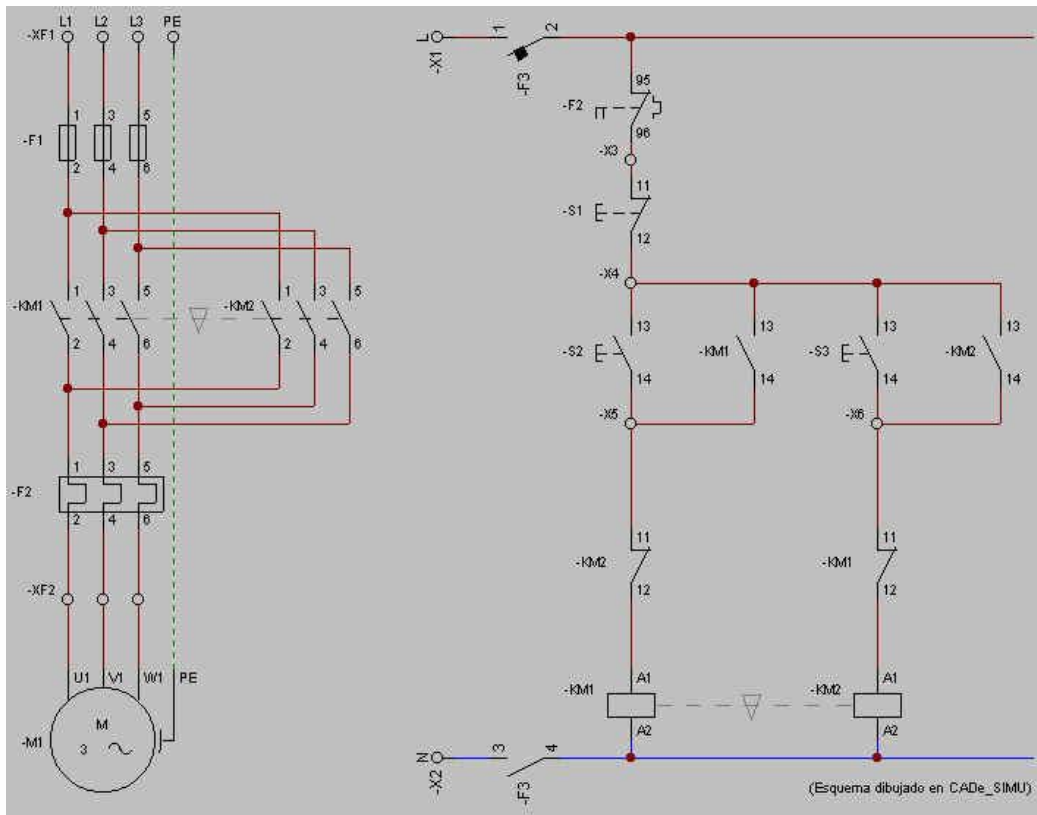 L1 L2 L3 PE
-XF1
1 3 5
-F1
2 4 6
1 3 5
-KM1
2 4 6
1 3 5
-KM2
2 4 6
1 3 5
-F2
2 4 6
-XF2
U1 V1 W1 PE
M
3
-M1
L
-X1
1 2
-F3
95
-F2
96
-X3
11
-S1
12
-X4
13 13 13 13
-S2 -KM1 -S3 -KM2
14 14 14 14
-X5 -X6
11 11
-KM2 -KM1
12 12
A1 A1
-KM1 -KM2
A2 A2
N
-X2
3 4
-F3
(Esquema dibujado en CADe_SIMU)